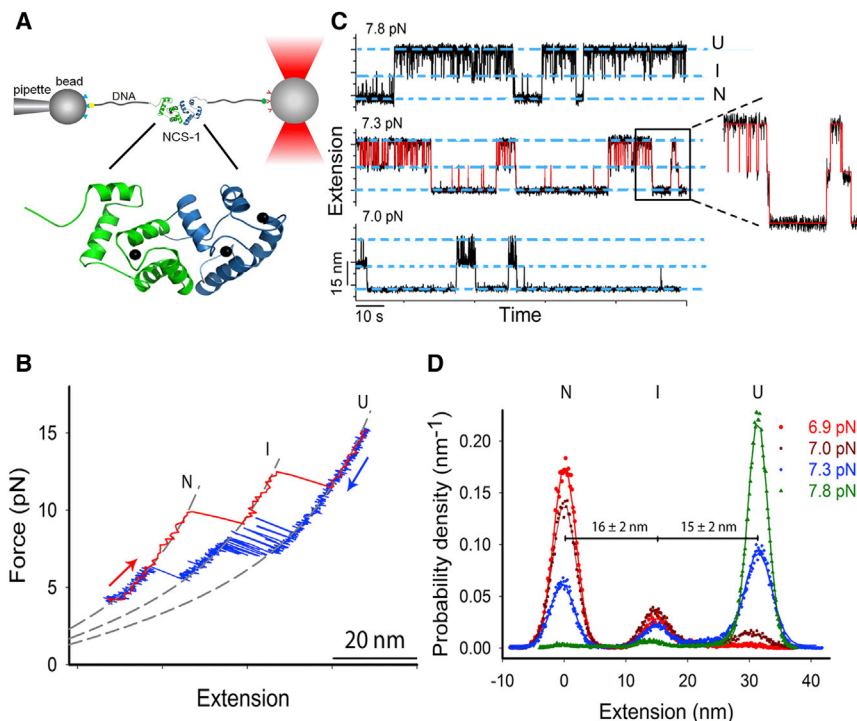 A
pipette
bead
DNA
NCS-1
C
7.8 pN
U
I
N
7.3 pN
7.0 pN
Extension
15 nm
10 s
Time
B
Force (pN)
15
10
5
0
N
I
U
20 nm
Extension
D
N
I
U
6.9 pN
7.0 pN
7.3 pN
7.8 pN
16 ± 2 nm
15 ± 2 nm
Probability density (nm⁻¹)
0.20
0.15
0.10
0.05
0.00
-10 0 10 20 30 40
Extension (nm)